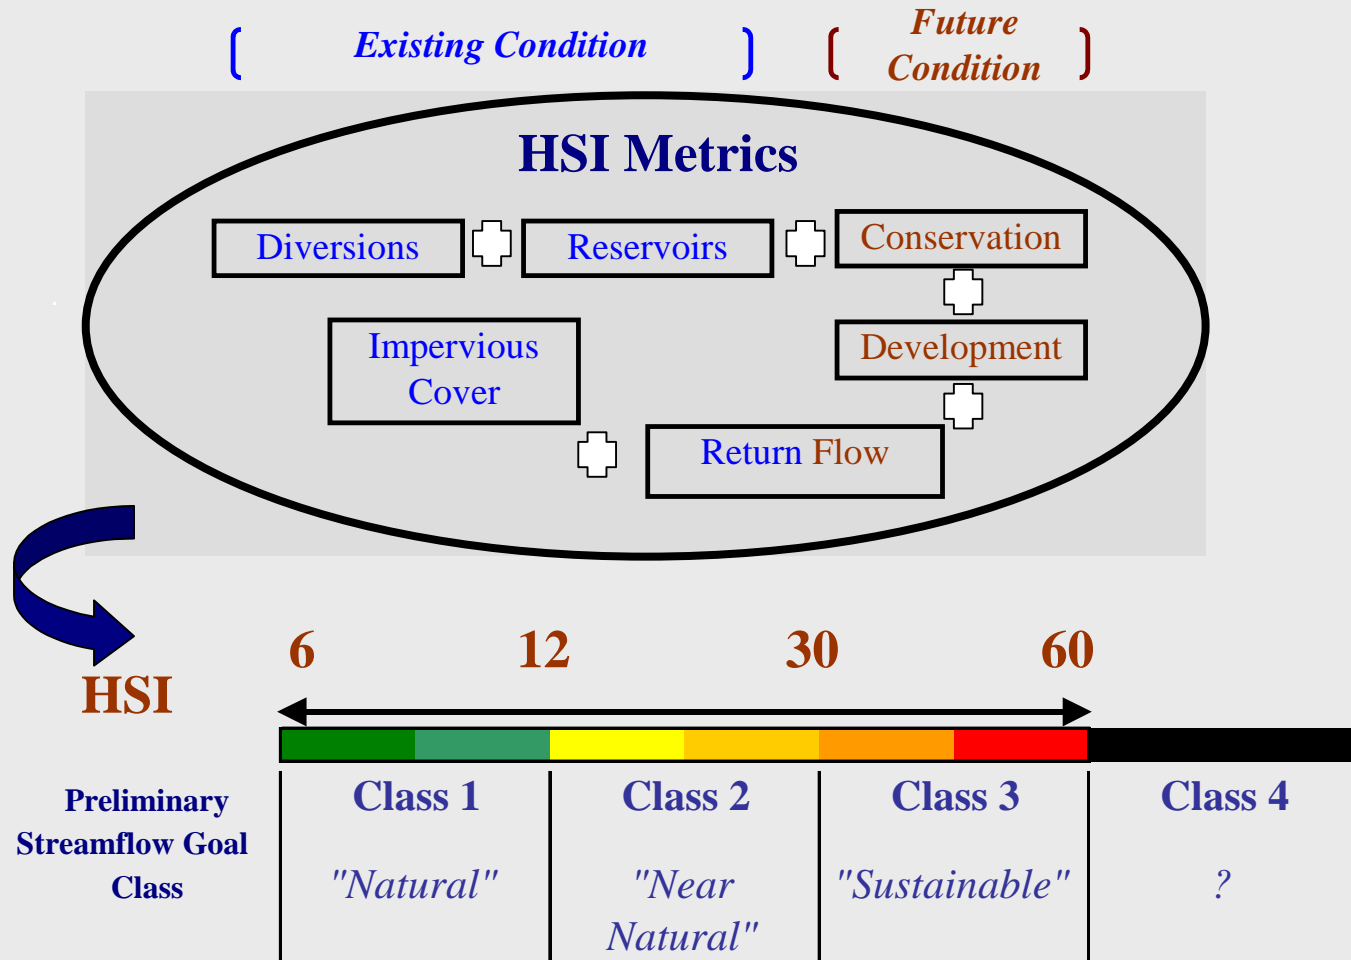 Existing Condition
Future
Condition
HSI Metrics
Diversions
Reservoirs
Conservation
Impervious
Cover
Development
Return Flow
6
12
30
60
HSI
Preliminary
Streamflow Goal
Class
Class 1
"Natural"
Class 2
"Near
Natural"
Class 3
"Sustainable"
Class 4
?